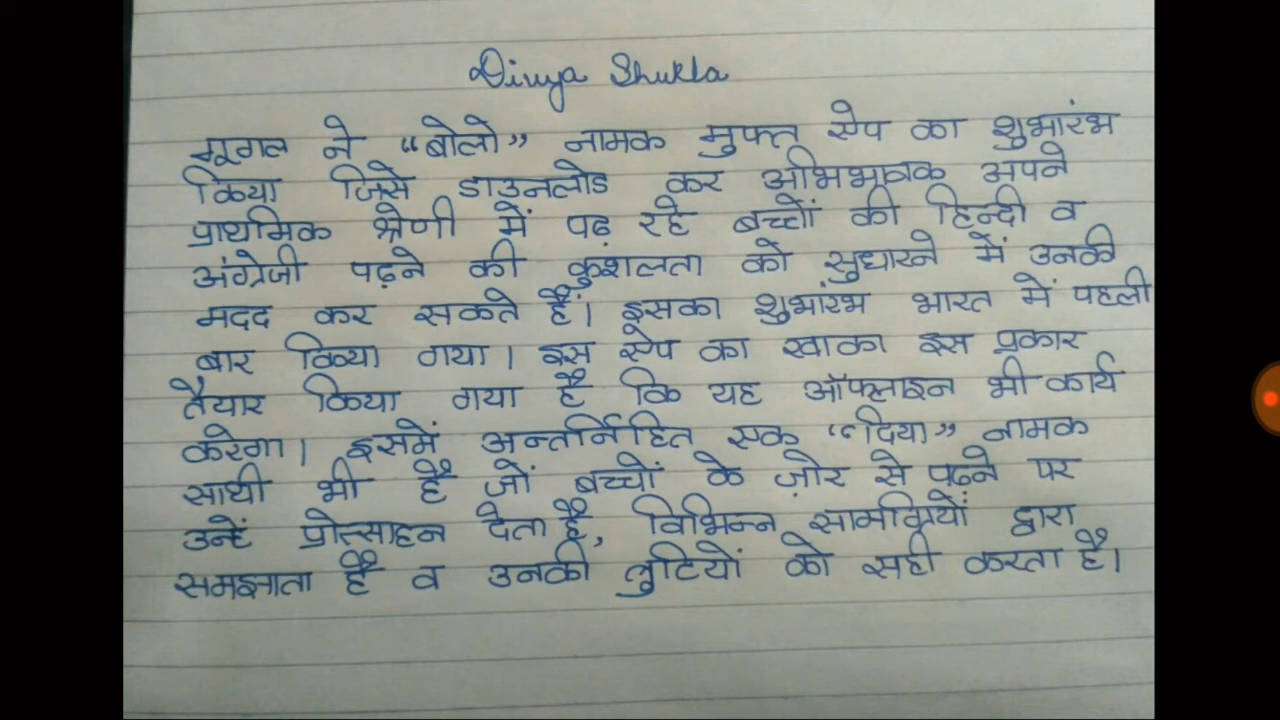 Divya Shukla
गूगल ने “बोलो” नामक मुफ्त ऐप का शुभारंभ
किया जिसे डाउनलोड कर अभिभावक अपने
प्राथमिक श्रेणी में पढ़ रहे बच्चों की हिन्दी व
अंग्रेजी पढ़ने की कुशलता को सुधारने में उनकी
मदद कर सकते हैं। इसका शुभारंभ भारत में पहली
बार किया गया। इस ऐप का खाका इस प्रकार
तैयार किया गया है कि यह ऑफलाइन भी कार्य
करेगा। इसमें अन्तर्निहित एक “दिया” नामक
साथी भी है जों बच्चों के ज़ोर से पढने पर
उन्हें प्रोत्साहन देता है, विभिन्न सामग्रियों द्वारा
समझाता है व उनकी त्रुटियों को सही करता है।